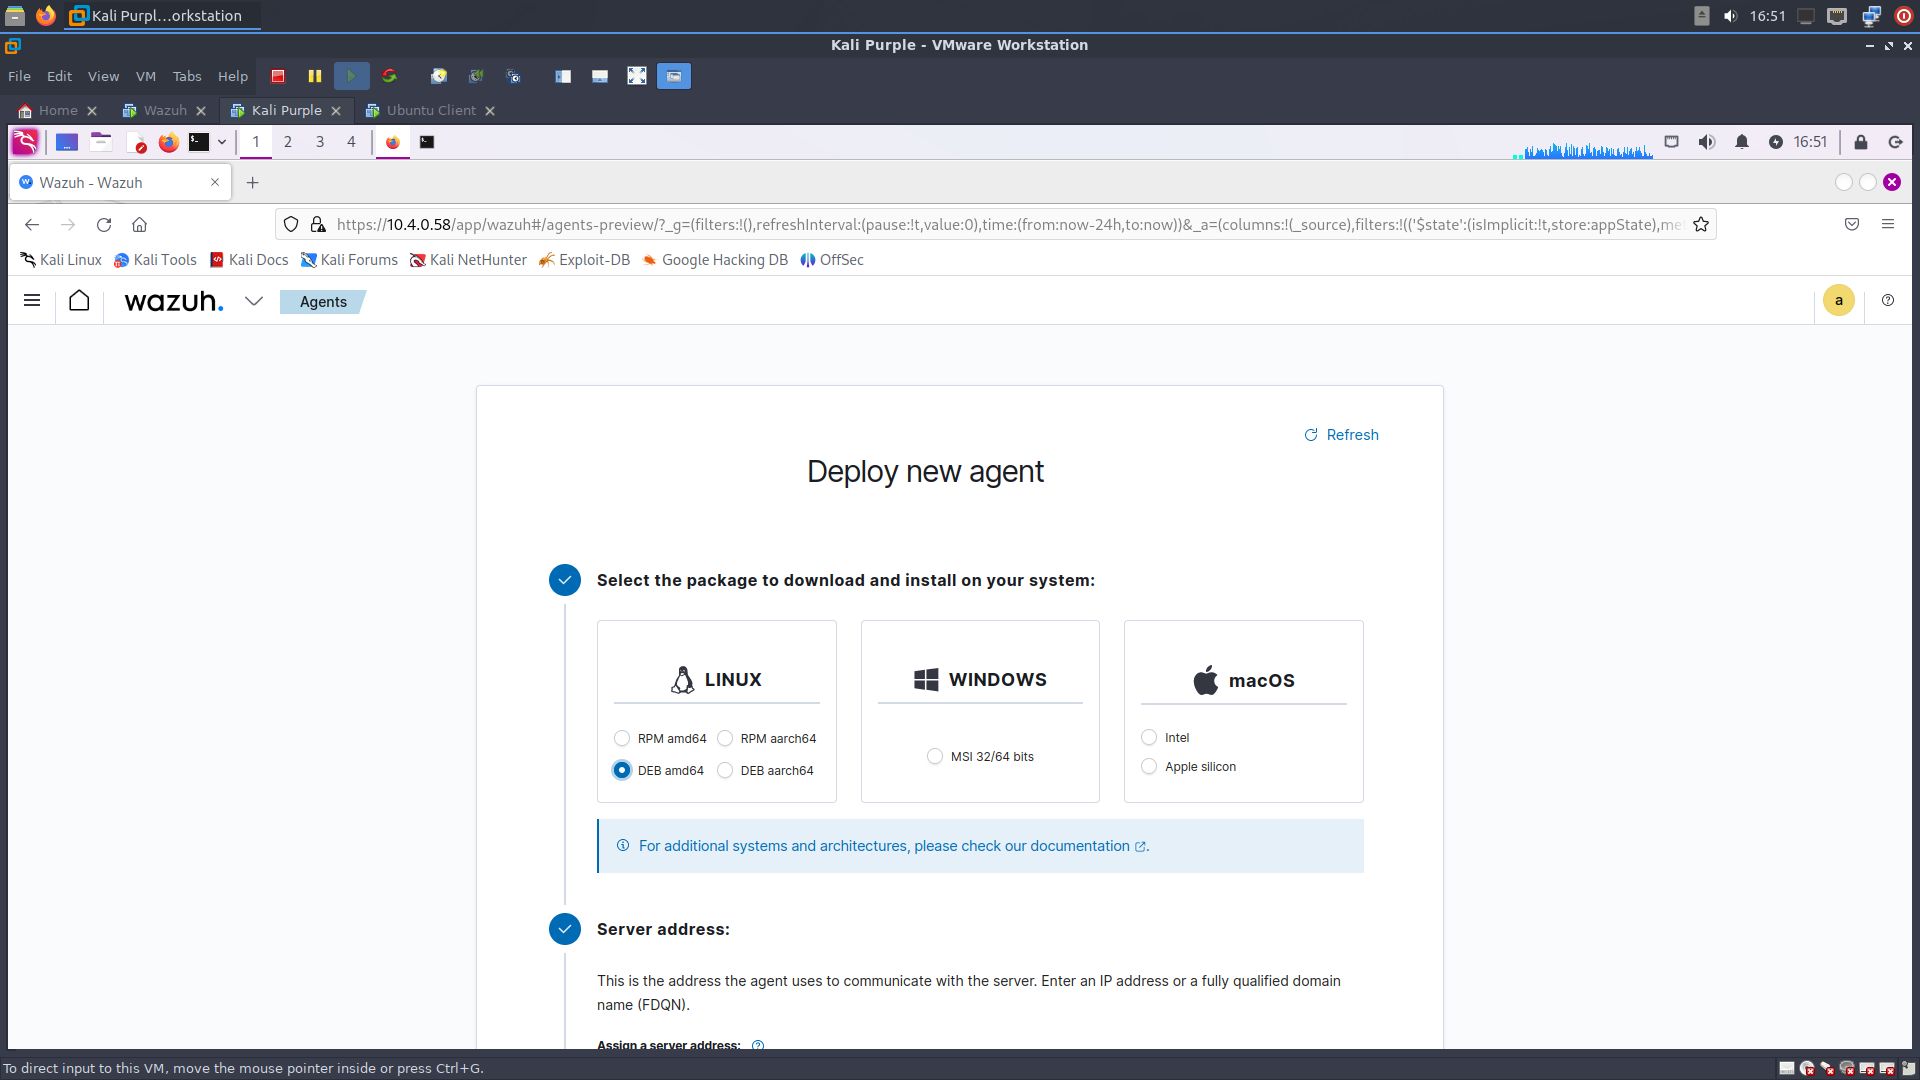 Kali Purpl...orkstation
16:51
Kali Purple - VMware Workstation
File Edit View VM Tabs Help
Home Wazuh Kali Purple Ubuntu Client
1 2 3 4
16:51
Wazuh - Wazuh
https://10.4.0.58/app/wazuh#/agents-preview/?_g=(filters:!(),refreshInterval:(pause:!t,value:0),time:(from:now-24h,to:now))&_a=(columns:!(_source),filters:!(('$state':(isImplicit:!t,store:appState),me
Kali Linux Kali Tools Kali Docs Kali Forums Kali NetHunter Exploit-DB Google Hacking DB OffSec
wazuh. Agents a
Refresh
Deploy new agent
Select the package to download and install on your system:
LINUX WINDOWS macOS
RPM amd64 RPM aarch64 Intel
MSI 32/64 bits
DEB amd64 DEB aarch64 Apple silicon
For additional systems and architectures, please check our documentation.
Server address:
This is the address the agent uses to communicate with the server. Enter an IP address or a fully qualified domain
name (FDQN).
Assign a server address:
To direct input to this VM, move the mouse pointer inside or press Ctrl+G.